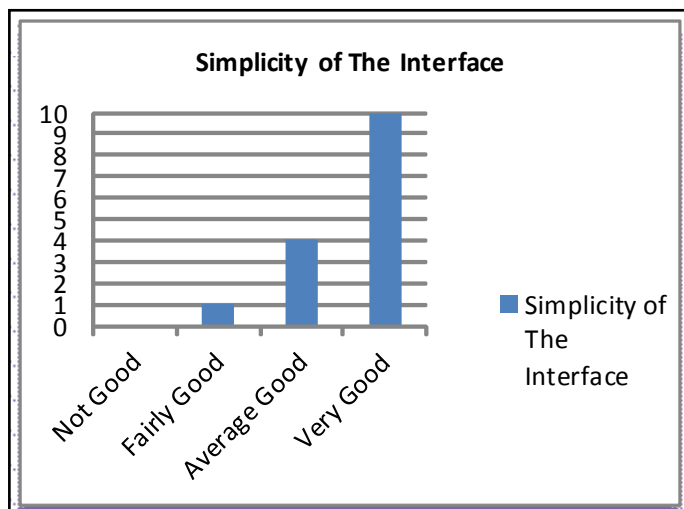 Simplicity of The Interface
10
9
8
7
6
5
4
3
2
1
0
Not Good
Fairly Good
Average Good
Very Good
Simplicity of
The
Interface